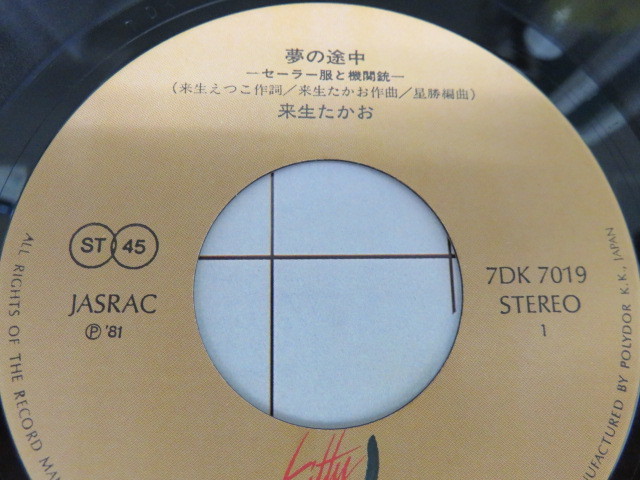 夢の途中
—セーラー服と機関銃—
(来生えつこ作詞/来生たかお作曲/星勝編曲)
来生たかお
ST 45
JASRAC
Ⓟ '81
7DK 7019
STEREO
1
ALL RIGHTS OF THE RECORD
BY POLYDOR K.K., JAPAN
Kitty